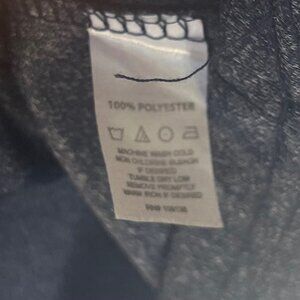 100% POLYESTER
MACHINE WASH COLD
NON CHLORINE BLEACH
IF DESIRED
TUMBLE DRY LOW
REMOVE PROMPTLY
WARM IRON IF DESIRED